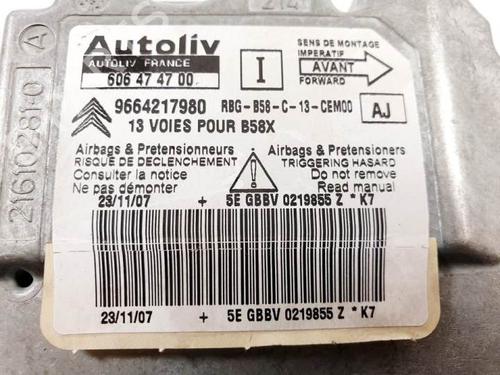 214
A
216102810
Autoliv
AUTOLIV FRANCE
606 47 47 00
I
SENS DE MONTAGE
IMPERATIF
AVANT
FORWARD
9664217980 RBG-B58-C-13-CEM00
AJ
13 VOIES POUR B58X
Airbags & Pretensionneurs
RISQUE DE DECLENCHEMENT
Consulter la notice
Ne pas démonter
Airbags & Pretensioners
TRIGGERING HASARD
Do not remove
Read manual
23/11/07 + 5E GBBV 0219855 Z * K7
23/11/07 + 5E GBBV 0219855 Z * K7